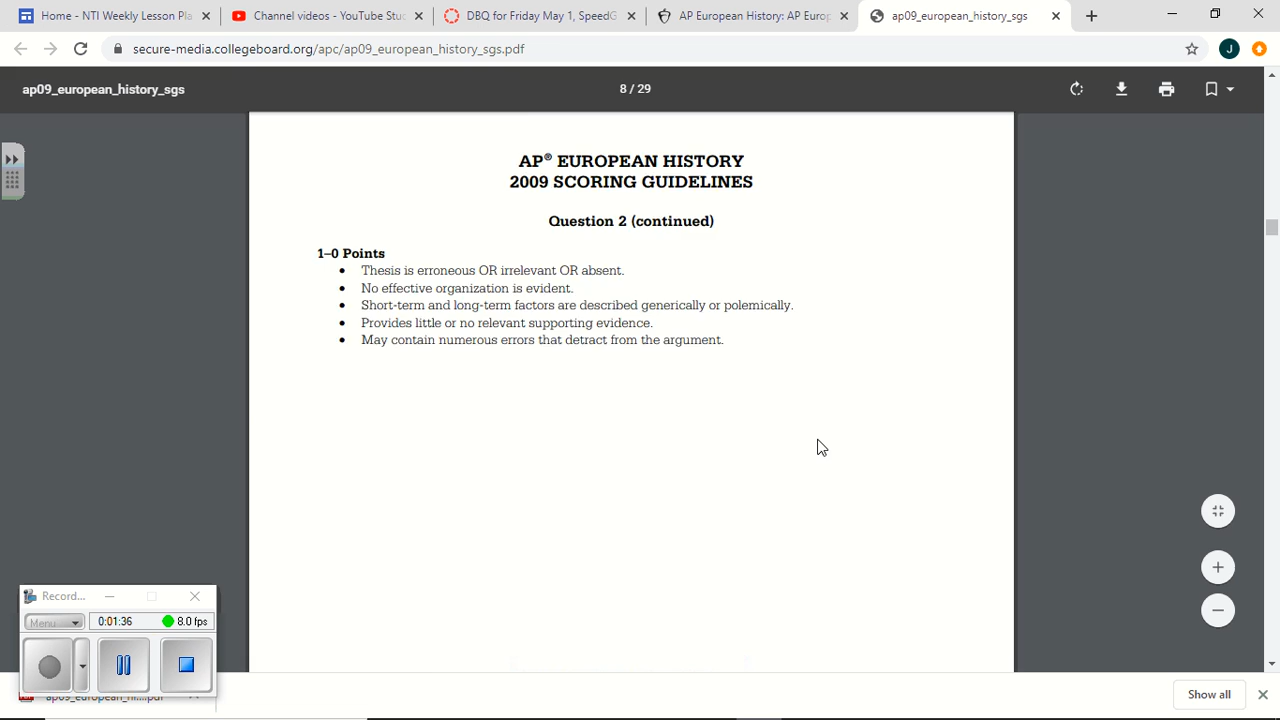 Home - NTI Weekly Lesson Pla
Channel videos - YouTube Stu
DBQ for Friday May 1, SpeedG
AP European History: AP Europ
ap09_european_history_sgs
secure-media.collegeboard.org/apc/ap09_european_history_sgs.pdf
J
ap09_european_history_sgs
8 / 29
AP® EUROPEAN HISTORY
2009 SCORING GUIDELINES
Question 2 (continued)
1–0 Points
• Thesis is erroneous OR irrelevant OR absent.
• No effective organization is evident.
• Short-term and long-term factors are described generically or polemically.
• Provides little or no relevant supporting evidence.
• May contain numerous errors that detract from the argument.
Record...
Menu
0:01:36
8.0 fps
ap09_european_hi....pdf
Show all